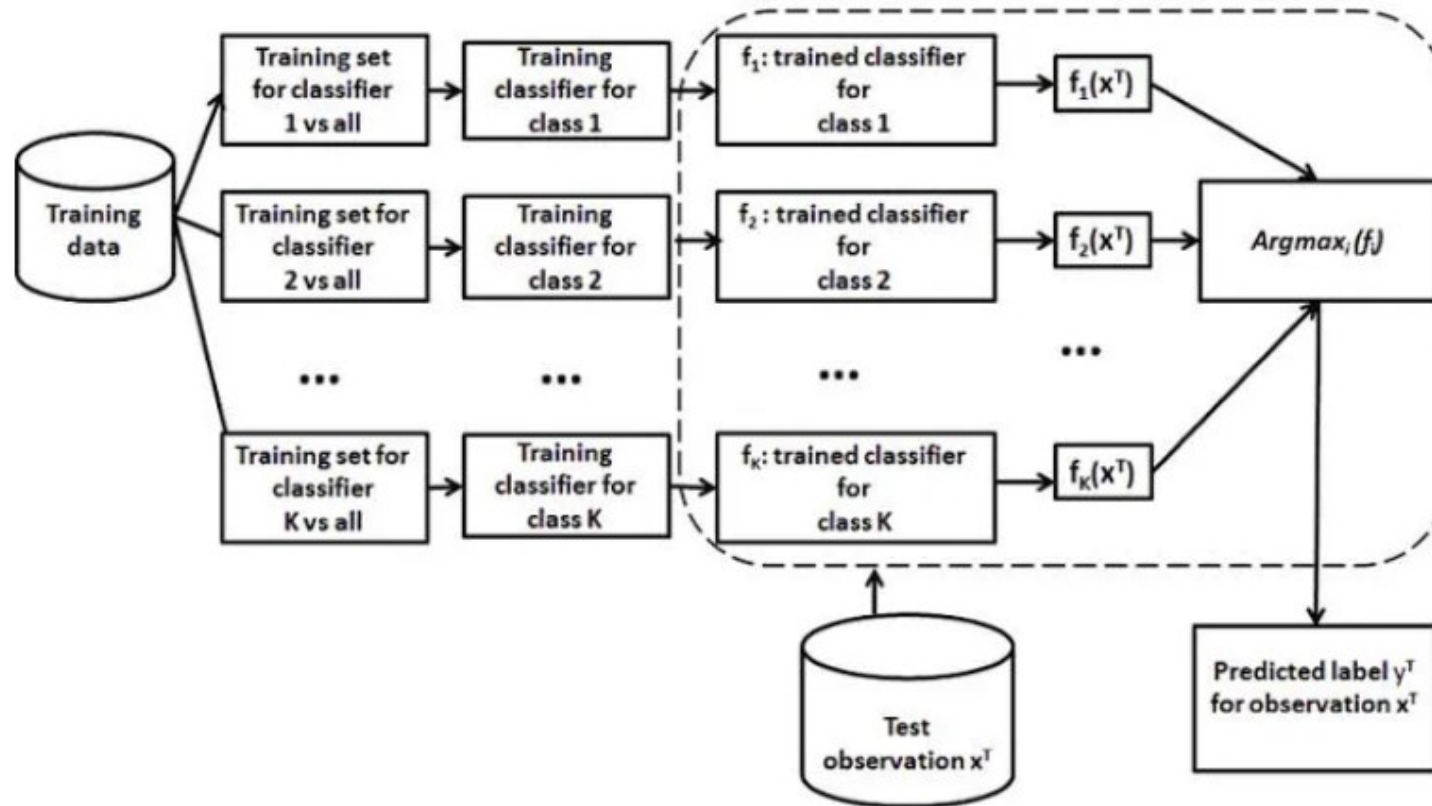 Training set
for classifier
1 vs all
Training
classifier for
class 1
f₁: trained classifier
for
class 1
f₁(xᵀ)
Training
data
Training set for
classifier
2 vs all
Training
classifier for
class 2
f₂ : trained classifier
for
class 2
f₂(xᵀ)
Argmaxᵢ (fᵢ)
...
...
...
...
Training set for
classifier
K vs all
Training
classifier for
class K
f_K: trained classifier
for
class K
f_K(xᵀ)
Test
observation xᵀ
Predicted label yᵀ
for observation xᵀ